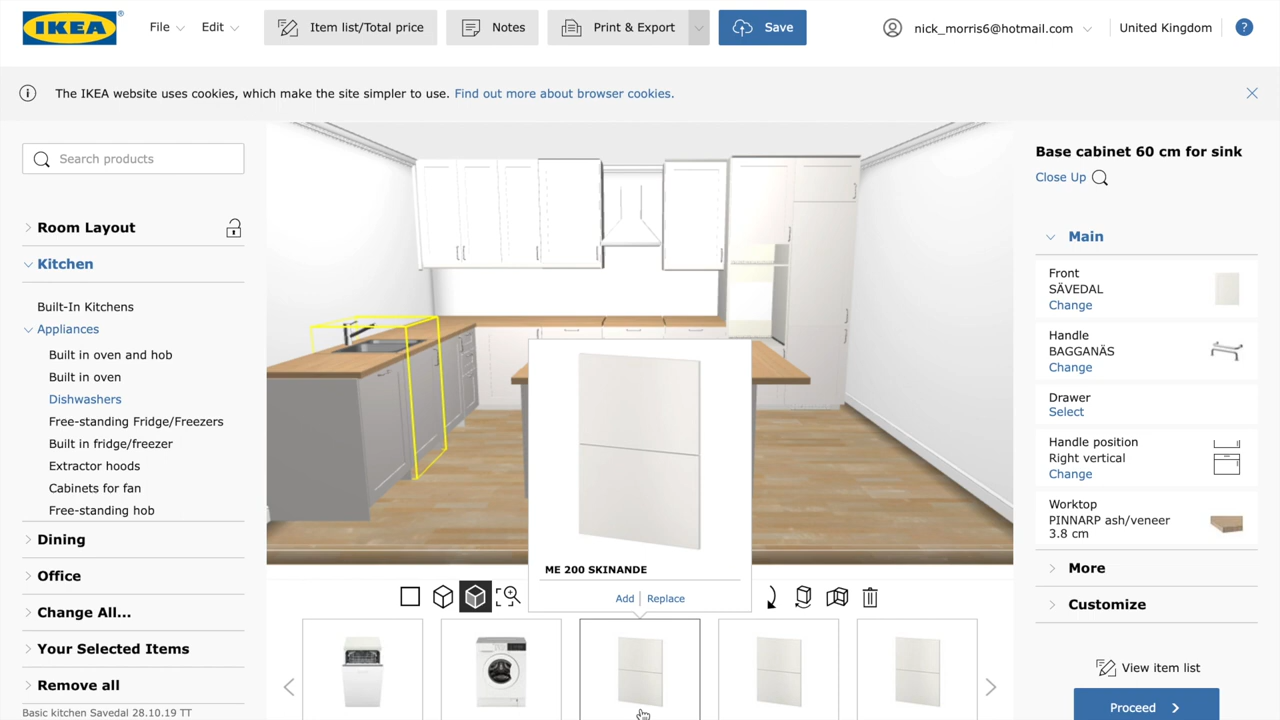 IKEA®
File
Edit
Item list/Total price
Notes
Print & Export
Save
nick_morris6@hotmail.com
United Kingdom
?
The IKEA website uses cookies, which make the site simpler to use. Find out more about browser cookies.
Search products
Room Layout
Kitchen
Built-In Kitchens
Appliances
Built in oven and hob
Built in oven
Dishwashers
Free-standing Fridge/Freezers
Built in fridge/freezer
Extractor hoods
Cabinets for fan
Free-standing hob
Dining
Office
Change All...
Your Selected Items
Remove all
Basic kitchen Savedal 28.10.19 TT
ME 200 SKINANDE
Add | Replace
Base cabinet 60 cm for sink
Close Up
Main
Front
SÄVEDAL
Change
Handle
BAGGANÄS
Change
Drawer
Select
Handle position
Right vertical
Change
Worktop
PINNARP ash/veneer
3.8 cm
More
Customize
View item list
Proceed